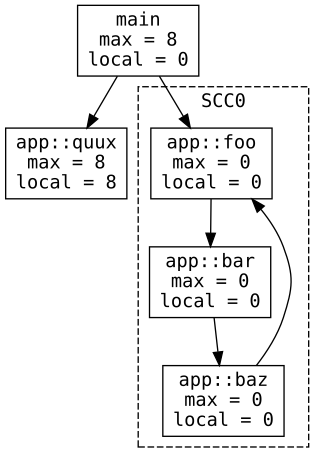 main
max = 8
local = 0
SCC0
app::quux
max = 8
local = 8
app::foo
max = 0
local = 0
app::bar
max = 0
local = 0
app::baz
max = 0
local = 0